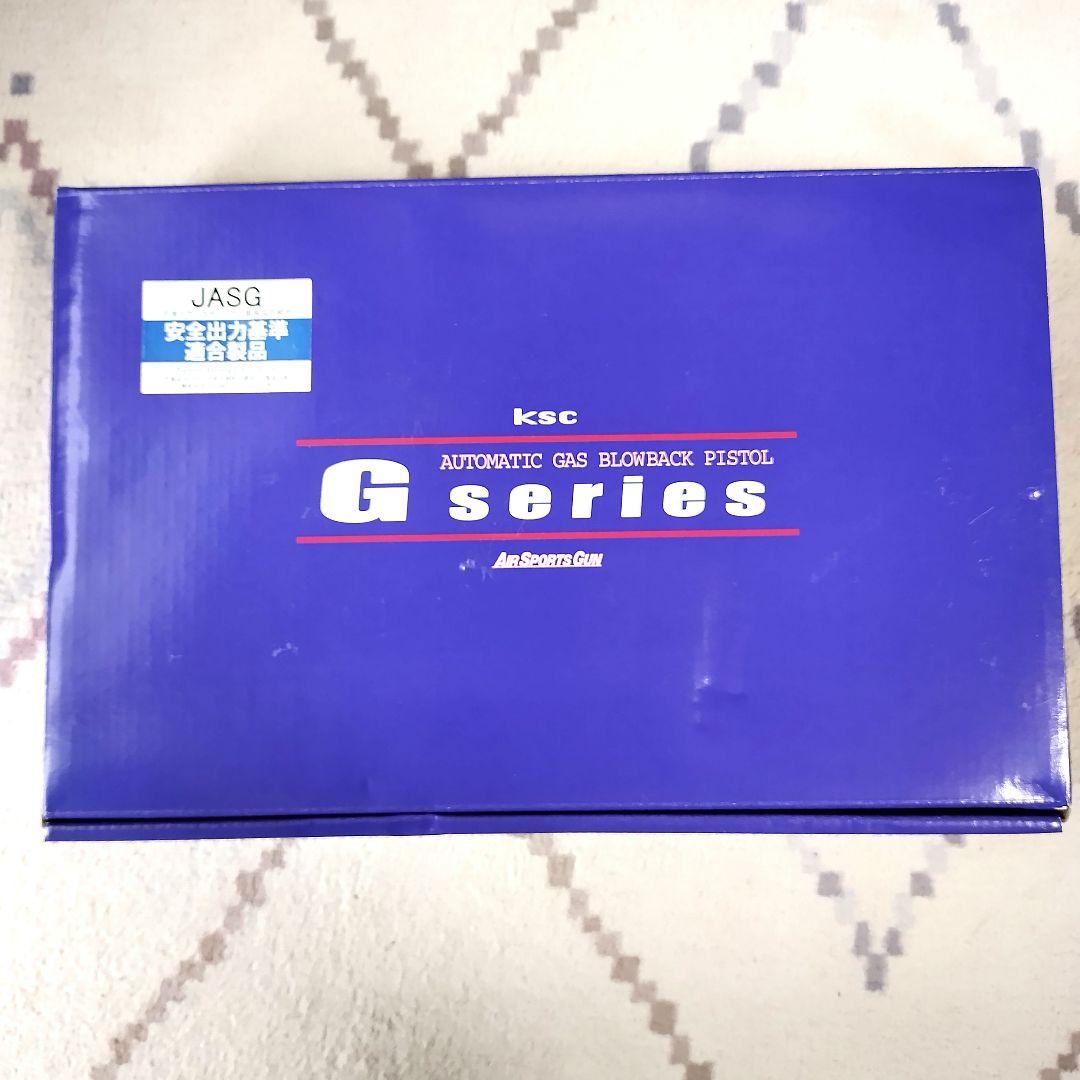 JASG
安全出力基準
適合製品
KSC
AUTOMATIC GAS BLOWBACK PISTOL
G series
AIR SPORTS GUN